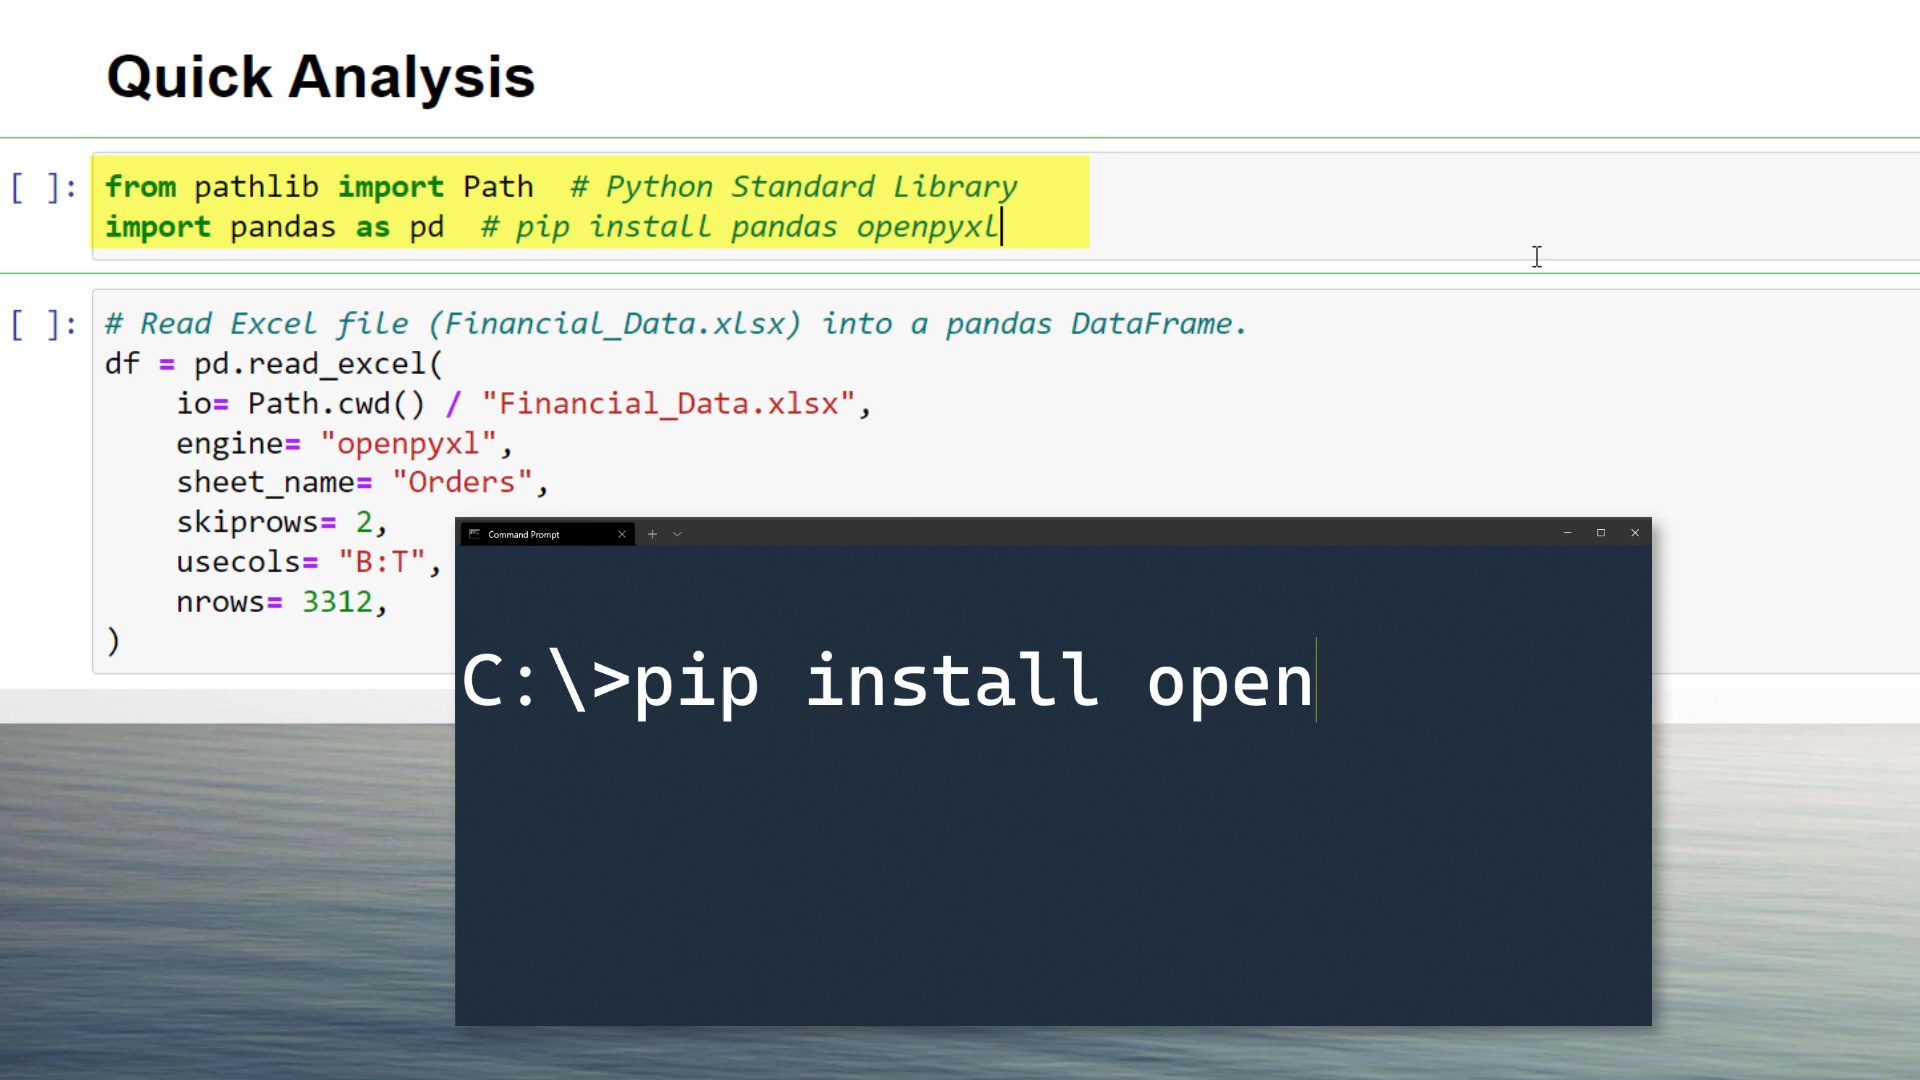 Quick Analysis
[ ]: from pathlib import Path  # Python Standard Library
import pandas as pd  # pip install pandas openpyxl
[ ]: # Read Excel file (Financial_Data.xlsx) into a pandas DataFrame.
df = pd.read_excel(
    io= Path.cwd() / "Financial_Data.xlsx",
    engine= "openpyxl",
    sheet_name= "Orders",
    skiprows= 2,
    usecols= "B:T",
    nrows= 3312,
)
Command Prompt
C:\>pip install open